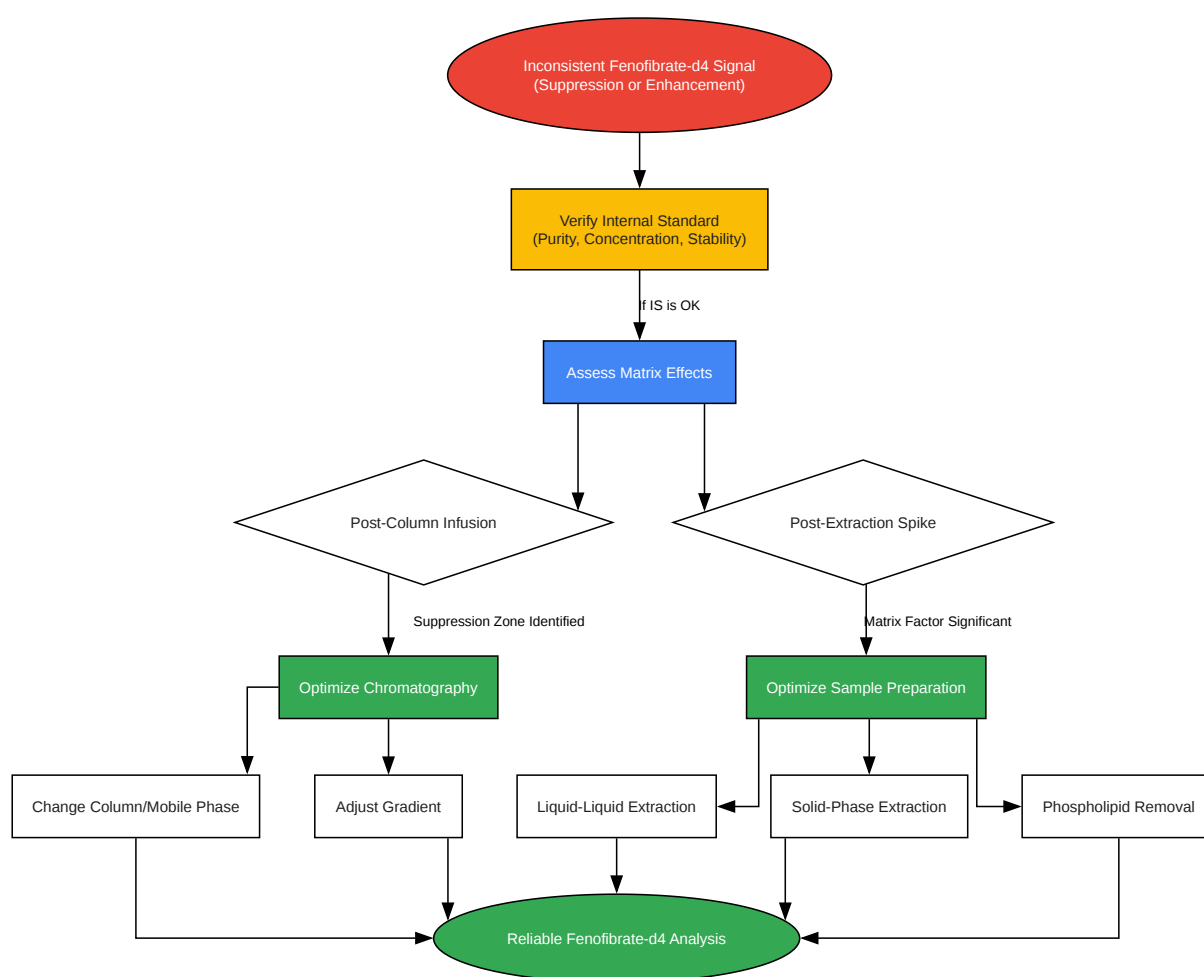 Inconsistent Fenofibrate-d4 Signal
(Suppression or Enhancement)
Verify Internal Standard
(Purity, Concentration, Stability)
If IS is OK
Assess Matrix Effects
Post-Column Infusion
Post-Extraction Spike
Suppression Zone Identified
Matrix Factor Significant
Optimize Chromatography
Optimize Sample Preparation
Change Column/Mobile Phase
Adjust Gradient
Liquid-Liquid Extraction
Solid-Phase Extraction
Phospholipid Removal
Reliable Fenofibrate-d4 Analysis